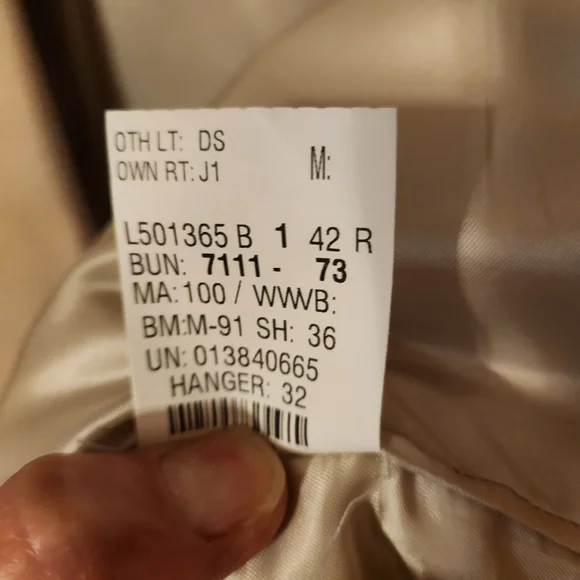 OTH LT: DS
OWN RT: J1 M:
L501365 B 1 42 R
BUN: 7111 - 73
MA: 100 / WWWB:
BM:M-91 SH: 36
UN: 013840665
HANGER: 32